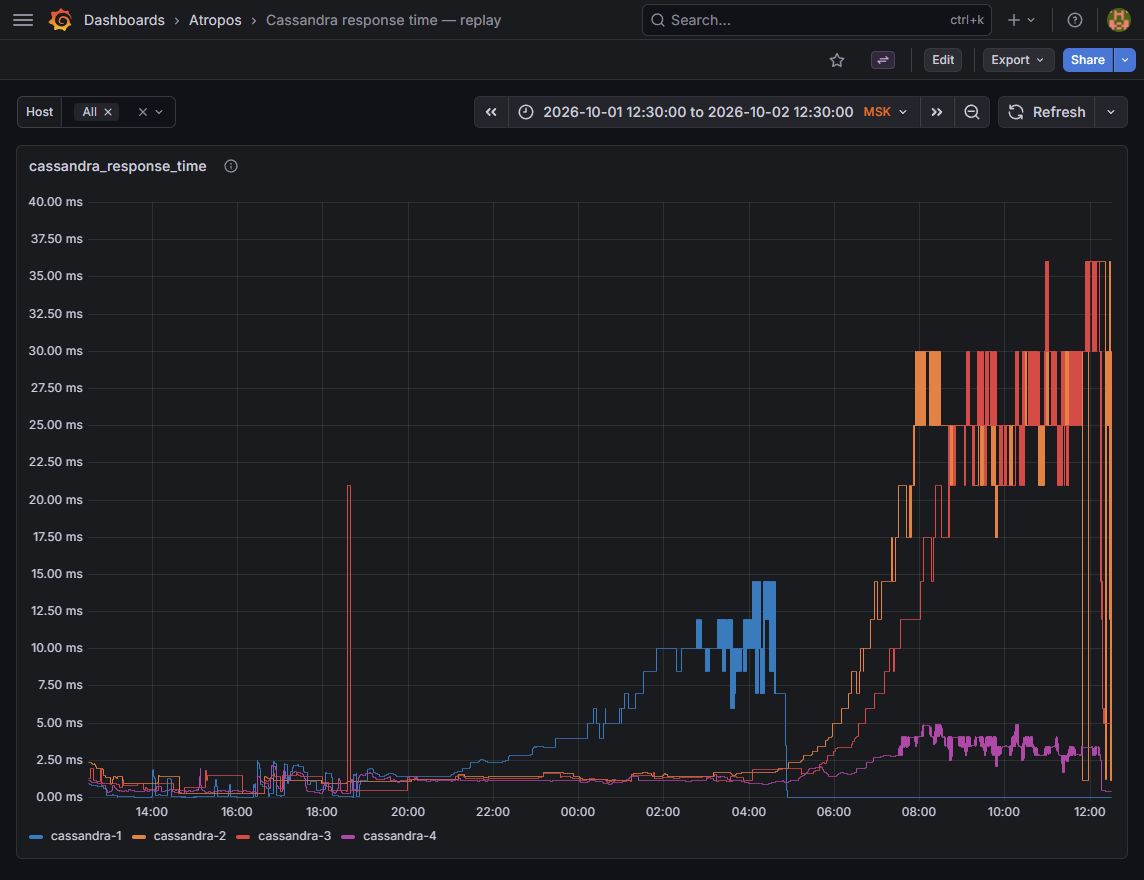 Dashboards › Atropos › Cassandra response time — replay
Search... ctrl+k
Edit Export Share
Host All 2026-10-01 12:30:00 to 2026-10-02 12:30:00 MSK Refresh
cassandra_response_time
40.00 ms
37.50 ms
35.00 ms
32.50 ms
30.00 ms
27.50 ms
25.00 ms
22.50 ms
20.00 ms
17.50 ms
15.00 ms
12.50 ms
10.00 ms
7.50 ms
5.00 ms
2.50 ms
0.00 ms
14:00 16:00 18:00 20:00 22:00 00:00 02:00 04:00 06:00 08:00 10:00 12:00
cassandra-1 cassandra-2 cassandra-3 cassandra-4